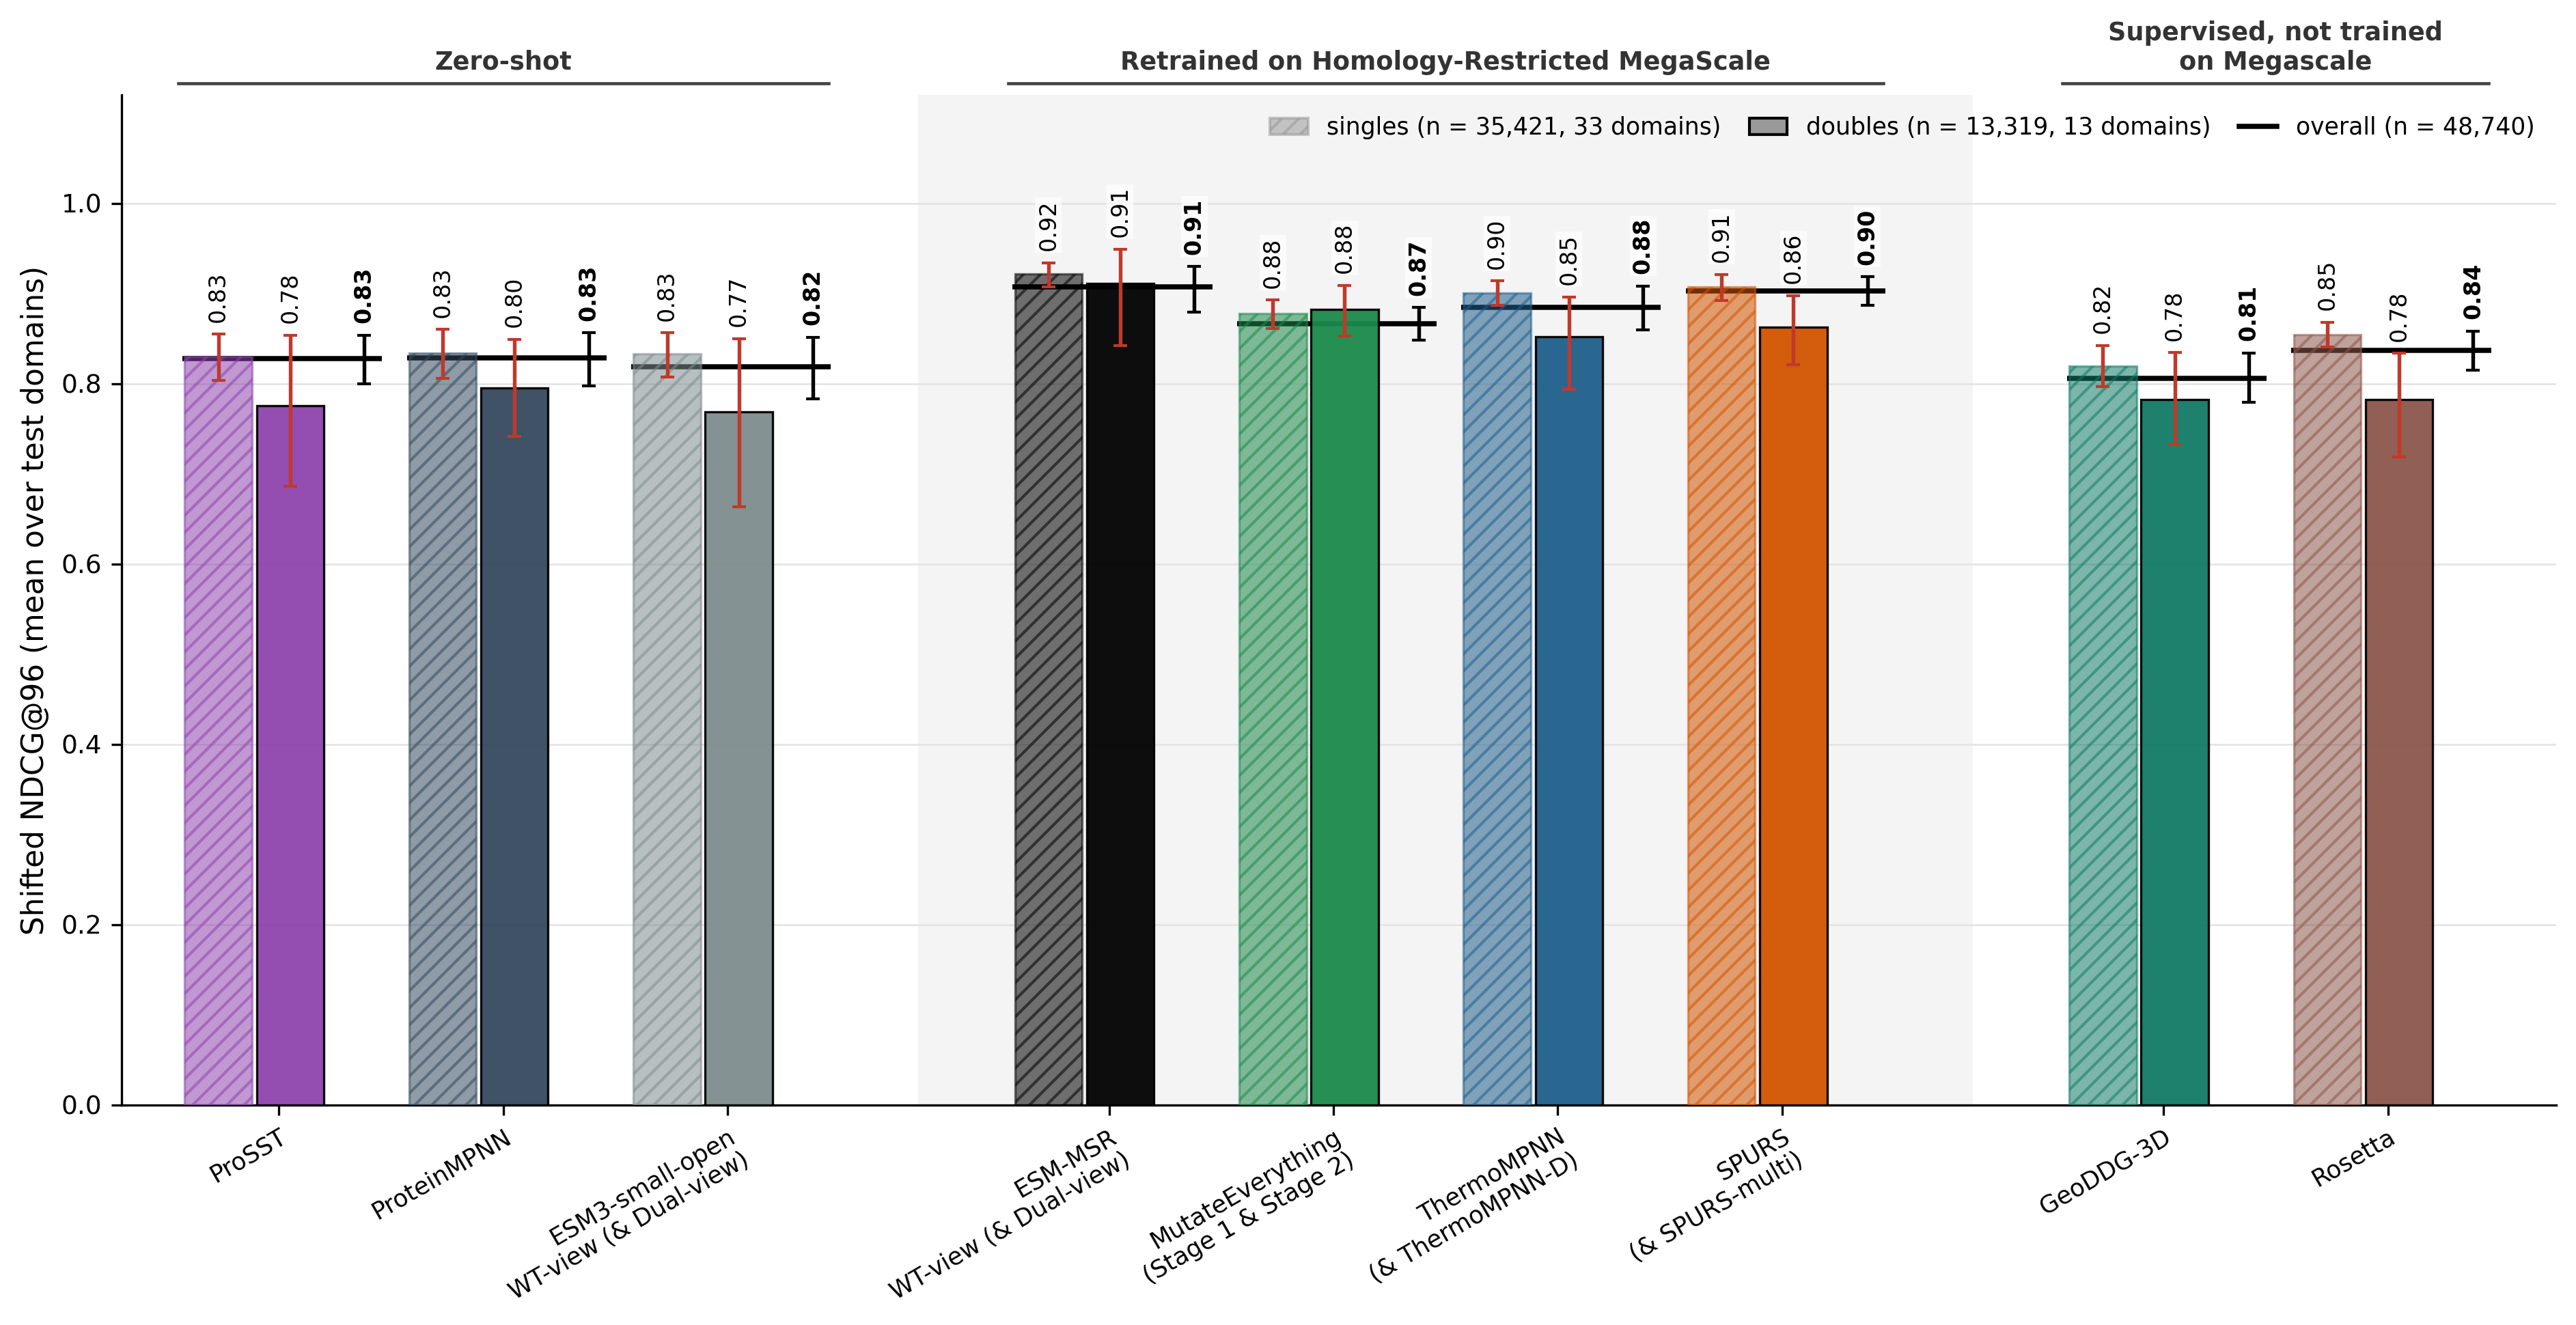 Zero-shot
Retrained on Homology-Restricted MegaScale
Supervised, not trained
on Megascale
singles (n = 35,421, 33 domains)
doubles (n = 13,319, 13 domains)
overall (n = 48,740)
Shifted NDCG@96 (mean over test domains)
1.0
0.8
0.6
0.4
0.2
0.0
0.83
0.78
0.83
0.83
0.80
0.83
0.83
0.77
0.82
0.92
0.91
0.91
0.88
0.88
0.87
0.90
0.85
0.88
0.91
0.86
0.90
0.82
0.78
0.81
0.85
0.78
0.84
ProSST
ProteinMPNN
ESM3-small-open
WT-view (& Dual-view)
ESM-MSR
WT-view (& Dual-view)
MutateEverything
(Stage 1 & Stage 2)
ThermoMPNN
(& ThermoMPNN-D)
SPURS
(& SPURS-multi)
GeoDDG-3D
Rosetta